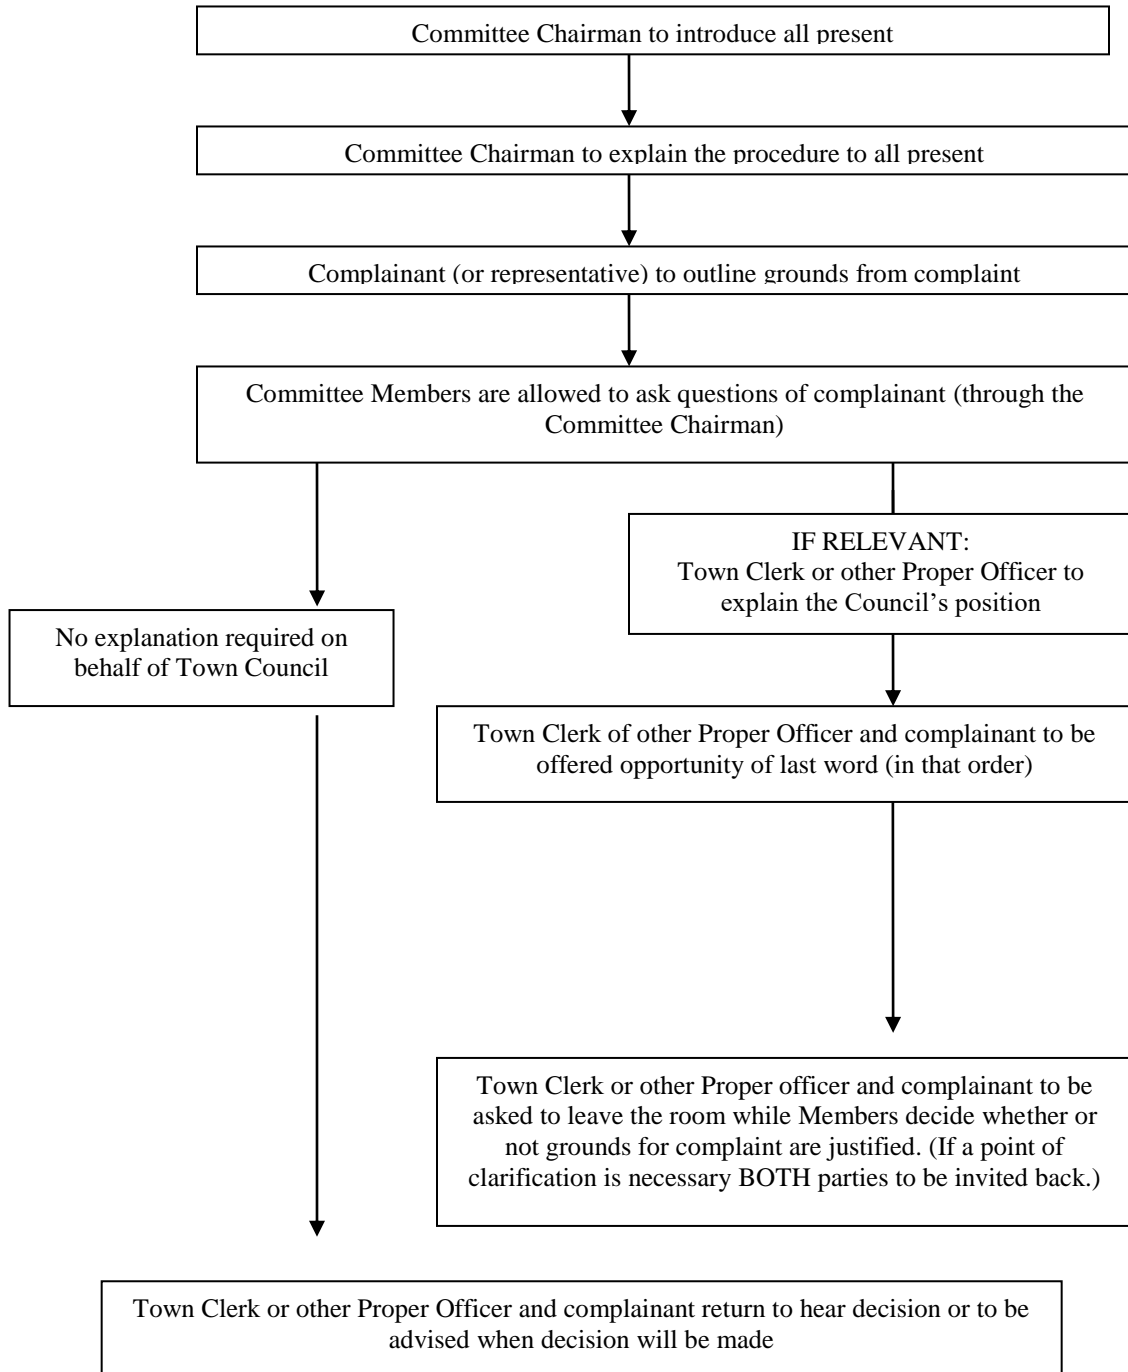 Committee Chairman to introduce all present
Committee Chairman to explain the procedure to all present
Complainant (or representative) to outline grounds from complaint
Committee Members are allowed to ask questions of complainant (through the
Committee Chairman)
IF RELEVANT:
Town Clerk or other Proper Officer to
explain the Council’s position
No explanation required on
behalf of Town Council
Town Clerk of other Proper Officer and complainant to be
offered opportunity of last word (in that order)
Town Clerk or other Proper officer and complainant to be
asked to leave the room while Members decide whether or
not grounds for complaint are justified. (If a point of
clarification is necessary BOTH parties to be invited back.)
Town Clerk or other Proper Officer and complainant return to hear decision or to be
advised when decision will be made